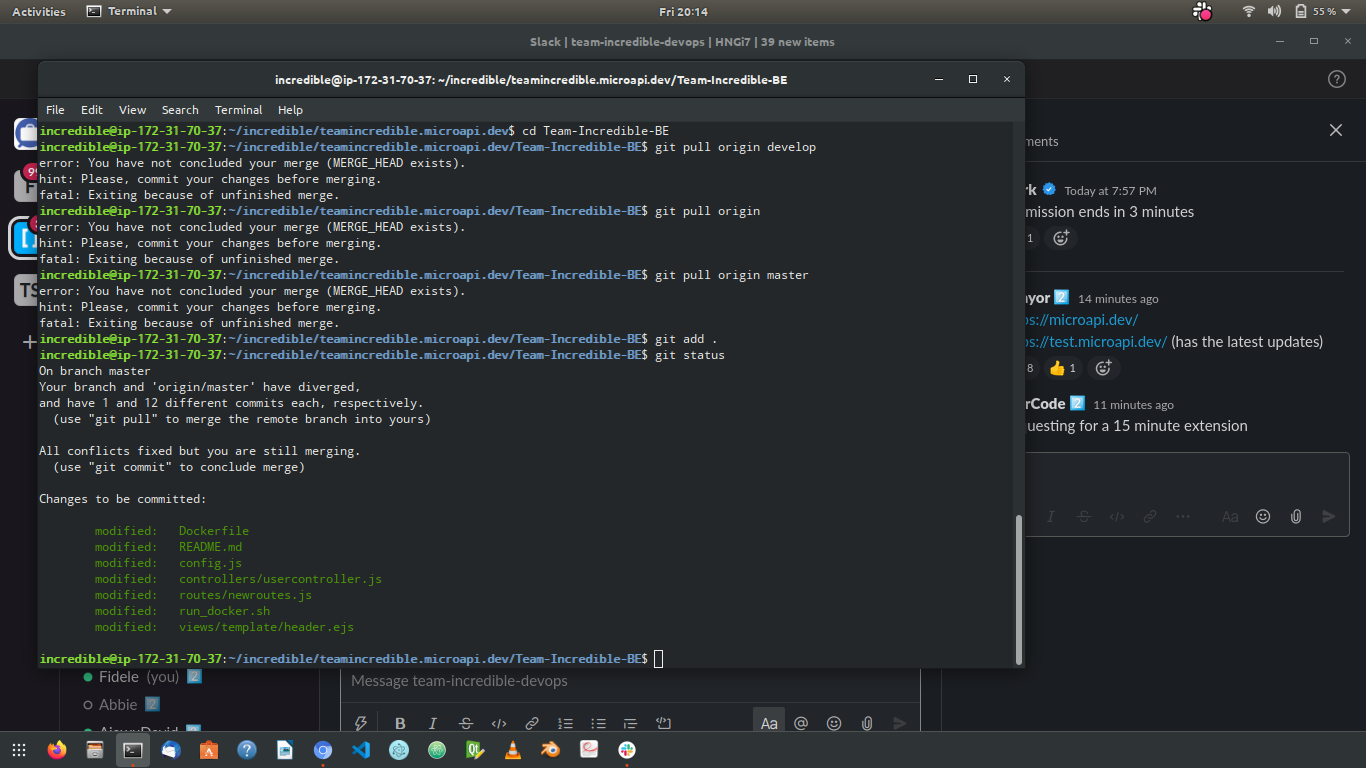 Activities
Terminal
Fri 20:14
55 %
Slack | team-incredible-devops | HNGi7 | 39 new items
incredible@ip-172-31-70-37: ~/incredible/teamincredible.microapi.dev/Team-Incredible-BE
File Edit View Search Terminal Help
incredible@ip-172-31-70-37:~/incredible/teamincredible.microapi.dev$ cd Team-Incredible-BE
incredible@ip-172-31-70-37:~/incredible/teamincredible.microapi.dev/Team-Incredible-BE$ git pull origin develop
error: You have not concluded your merge (MERGE_HEAD exists).
hint: Please, commit your changes before merging.
fatal: Exiting because of unfinished merge.
incredible@ip-172-31-70-37:~/incredible/teamincredible.microapi.dev/Team-Incredible-BE$ git pull origin
error: You have not concluded your merge (MERGE_HEAD exists).
hint: Please, commit your changes before merging.
fatal: Exiting because of unfinished merge.
incredible@ip-172-31-70-37:~/incredible/teamincredible.microapi.dev/Team-Incredible-BE$ git pull origin master
error: You have not concluded your merge (MERGE_HEAD exists).
hint: Please, commit your changes before merging.
fatal: Exiting because of unfinished merge.
incredible@ip-172-31-70-37:~/incredible/teamincredible.microapi.dev/Team-Incredible-BE$ git add .
incredible@ip-172-31-70-37:~/incredible/teamincredible.microapi.dev/Team-Incredible-BE$ git status
On branch master
Your branch and 'origin/master' have diverged,
and have 1 and 12 different commits each, respectively.
(use "git pull" to merge the remote branch into yours)
All conflicts fixed but you are still merging.
(use "git commit" to conclude merge)
Changes to be committed:
modified: Dockerfile
modified: README.md
modified: config.js
modified: controllers/usercontroller.js
modified: routes/newroutes.js
modified: run_docker.sh
modified: views/template/header.ejs
incredible@ip-172-31-70-37:~/incredible/teamincredible.microapi.dev/Team-Incredible-BE$
TS
ments
rk Today at 7:57 PM
mission ends in 3 minutes
1
yor 2 14 minutes ago
ps://microapi.dev/
ps://test.microapi.dev/ (has the latest updates)
8 👍 1
rCode 2 11 minutes ago
uesting for a 15 minute extension
Aa
Fidele (you) 2
Abbie 2
Message team-incredible-devops
B I S Aa @